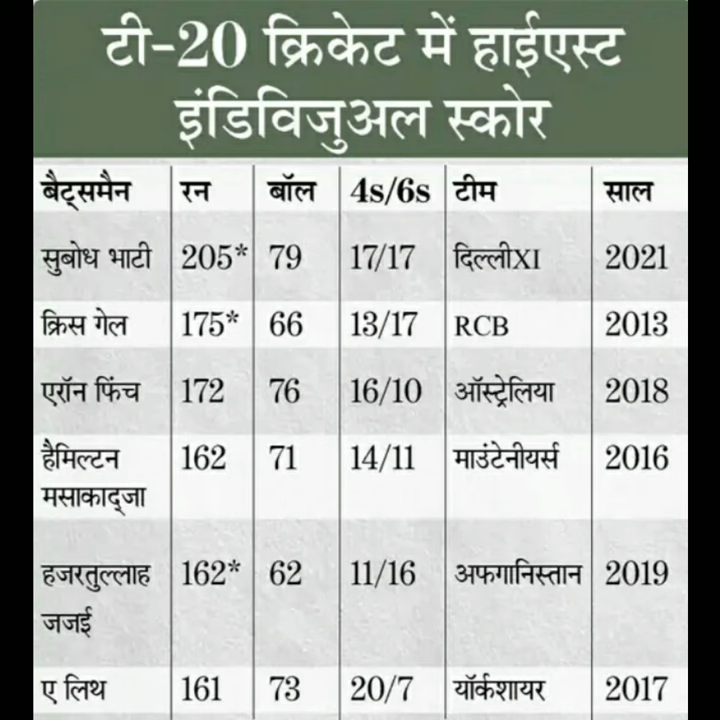 टी-20 क्रिकेट में हाईएस्ट
इंडिविजुअल स्कोर
बैट्समैन रन बॉल 4s/6s टीम साल
सुबोध भाटी 205* 79 17/17 दिल्लीXI 2021
क्रिस गेल 175* 66 13/17 RCB 2013
एरॉन फिंच 172 76 16/10 ऑस्ट्रेलिया 2018
हैमिल्टन 162 71 14/11 माउंटेनीयर्स 2016
मसाकाद्जा
हजरतुल्लाह 162* 62 11/16 अफगानिस्तान 2019
जजई
ए लिथ 161 73 20/7 यॉर्कशायर 2017